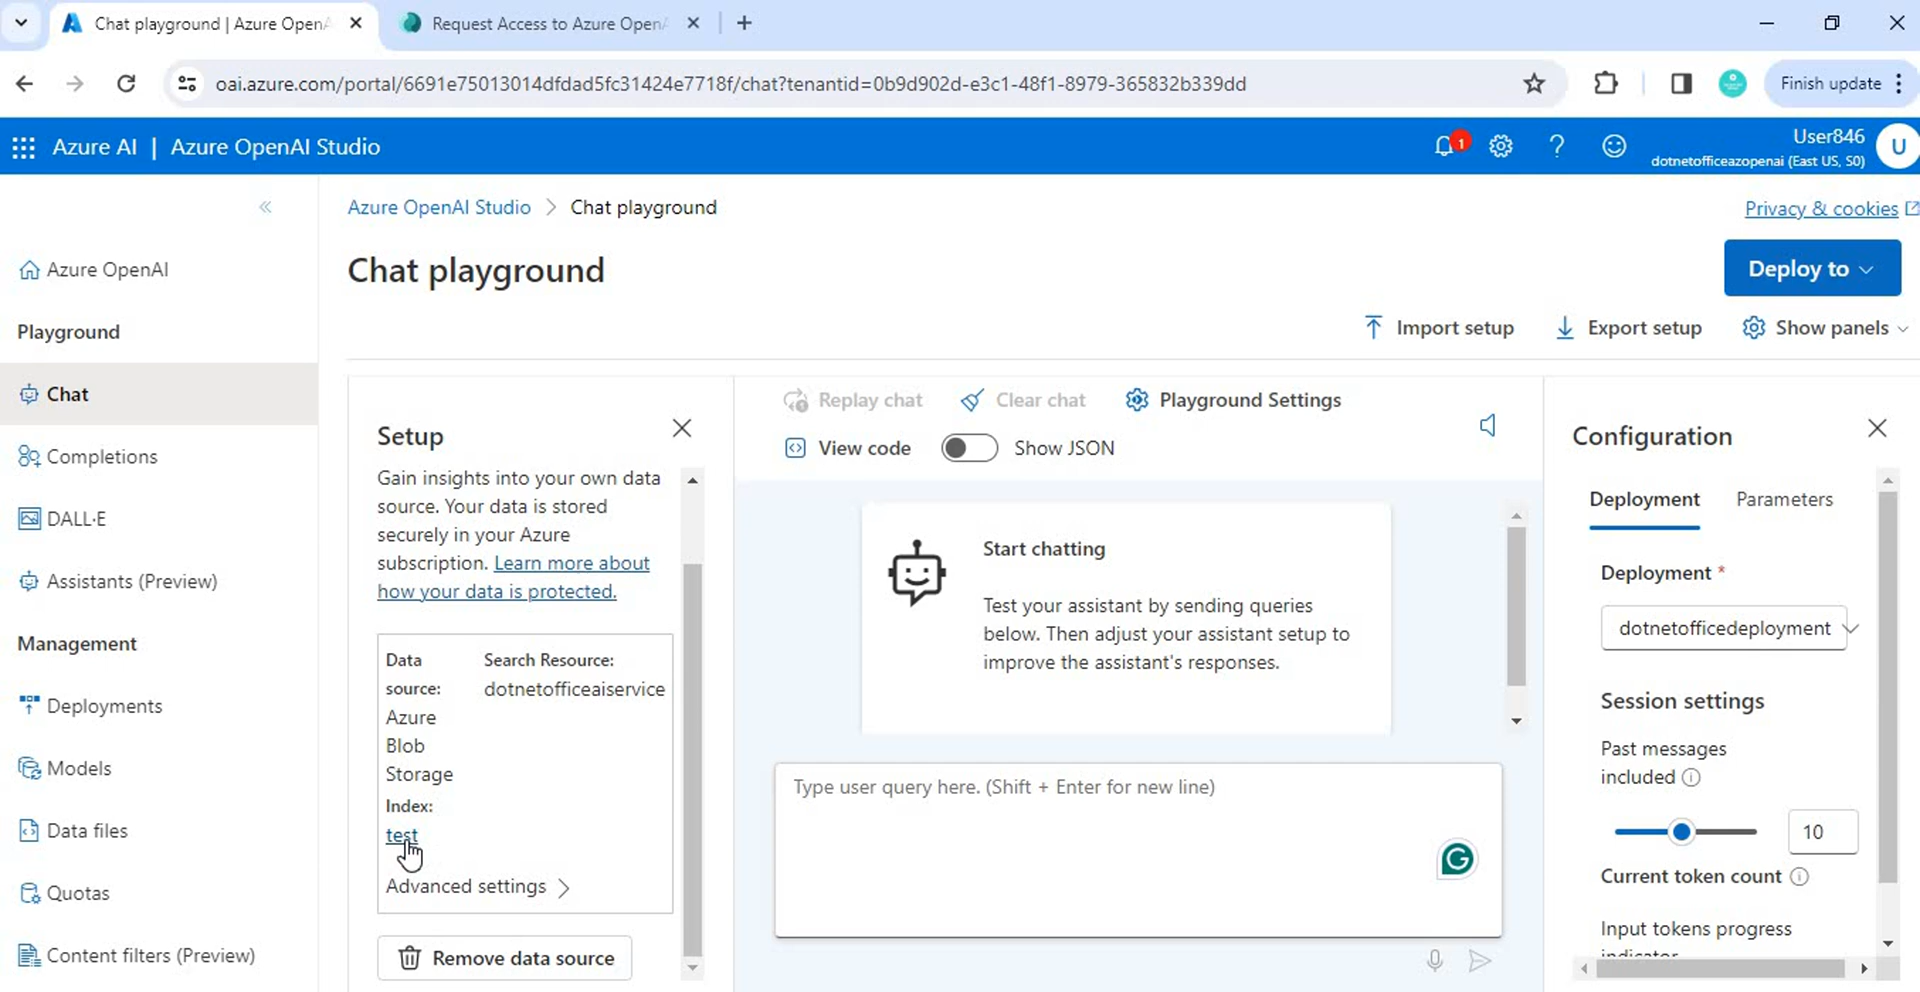 Chat playground | Azure Open
Request Access to Azure Open
oai.azure.com/portal/6691e75013014dfdad5fc31424e7718f/chat?tenantid=0b9d902d-e3c1-48f1-8979-365832b339dd
Finish update
Azure AI | Azure OpenAI Studio
1
User846
dotnetofficeazopenai (East US, S0)
U
Azure OpenAI Studio > Chat playground
Privacy & cookies
Chat playground
Deploy to
Import setup
Export setup
Show panels
Azure OpenAI
Playground
Chat
Completions
DALL·E
Assistants (Preview)
Management
Deployments
Models
Data files
Quotas
Content filters (Preview)
Setup
Gain insights into your own data
source. Your data is stored
securely in your Azure
subscription. Learn more about
how your data is protected.
Data
source:
Azure
Blob
Storage
Search Resource:
dotnetofficeaiservice
Index:
test
Advanced settings
Remove data source
Replay chat
Clear chat
Playground Settings
View code
Show JSON
Start chatting
Test your assistant by sending queries
below. Then adjust your assistant setup to
improve the assistant's responses.
Type user query here. (Shift + Enter for new line)
Configuration
Deployment
Parameters
Deployment *
dotnetofficedeployment
Session settings
Past messages
included
10
Current token count
Input tokens progress
indicator